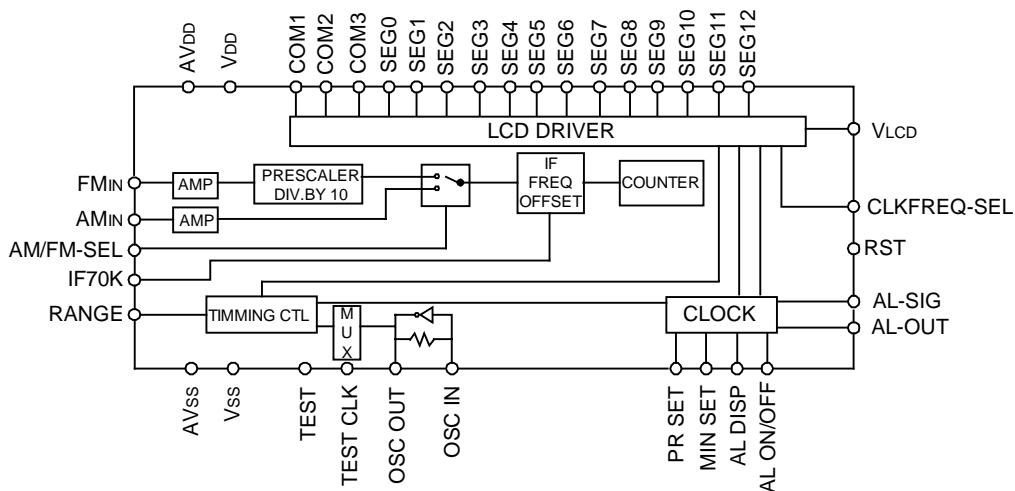 AVDD
VDD
COM1
COM2
COM3
SEG0
SEG1
SEG2
SEG3
SEG4
SEG5
SEG6
SEG7
SEG8
SEG9
SEG10
SEG11
SEG12
LCD DRIVER
VLCD
FMIN
AMP
PRESCALER
DIV.BY 10
IF
FREQ
OFFSET
COUNTER
AMIN
AMP
CLKFREQ-SEL
AM/FM-SEL
RST
IF70K
RANGE
TIMMING CTL
MUX
CLOCK
AL-SIG
AL-OUT
AVSS
VSS
TEST
TEST CLK
OSC OUT
OSC IN
PR SET
MIN SET
AL DISP
AL ON/OFF